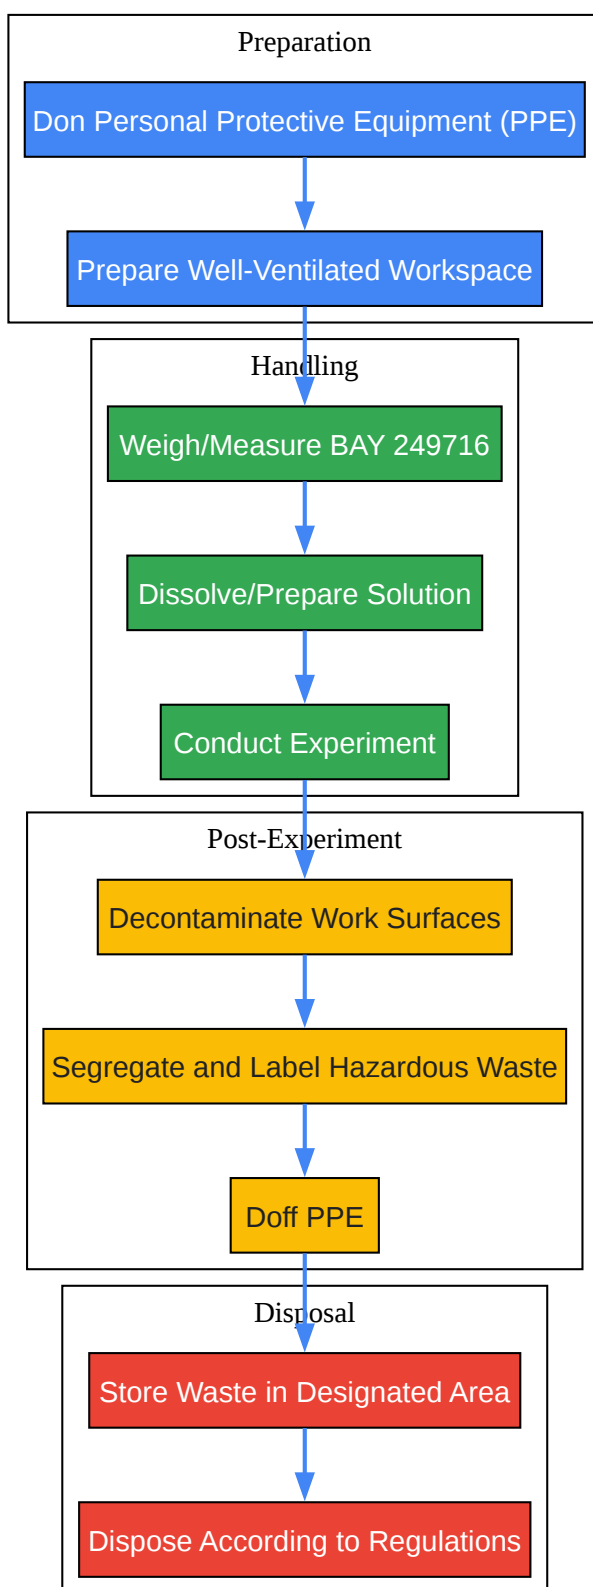 Preparation
Don Personal Protective Equipment (PPE)
Prepare Well-Ventilated Workspace
Handling
Weigh/Measure BAY 249716
Dissolve/Prepare Solution
Conduct Experiment
Post-Experiment
Decontaminate Work Surfaces
Segregate and Label Hazardous Waste
Doff PPE
Disposal
Store Waste in Designated Area
Dispose According to Regulations